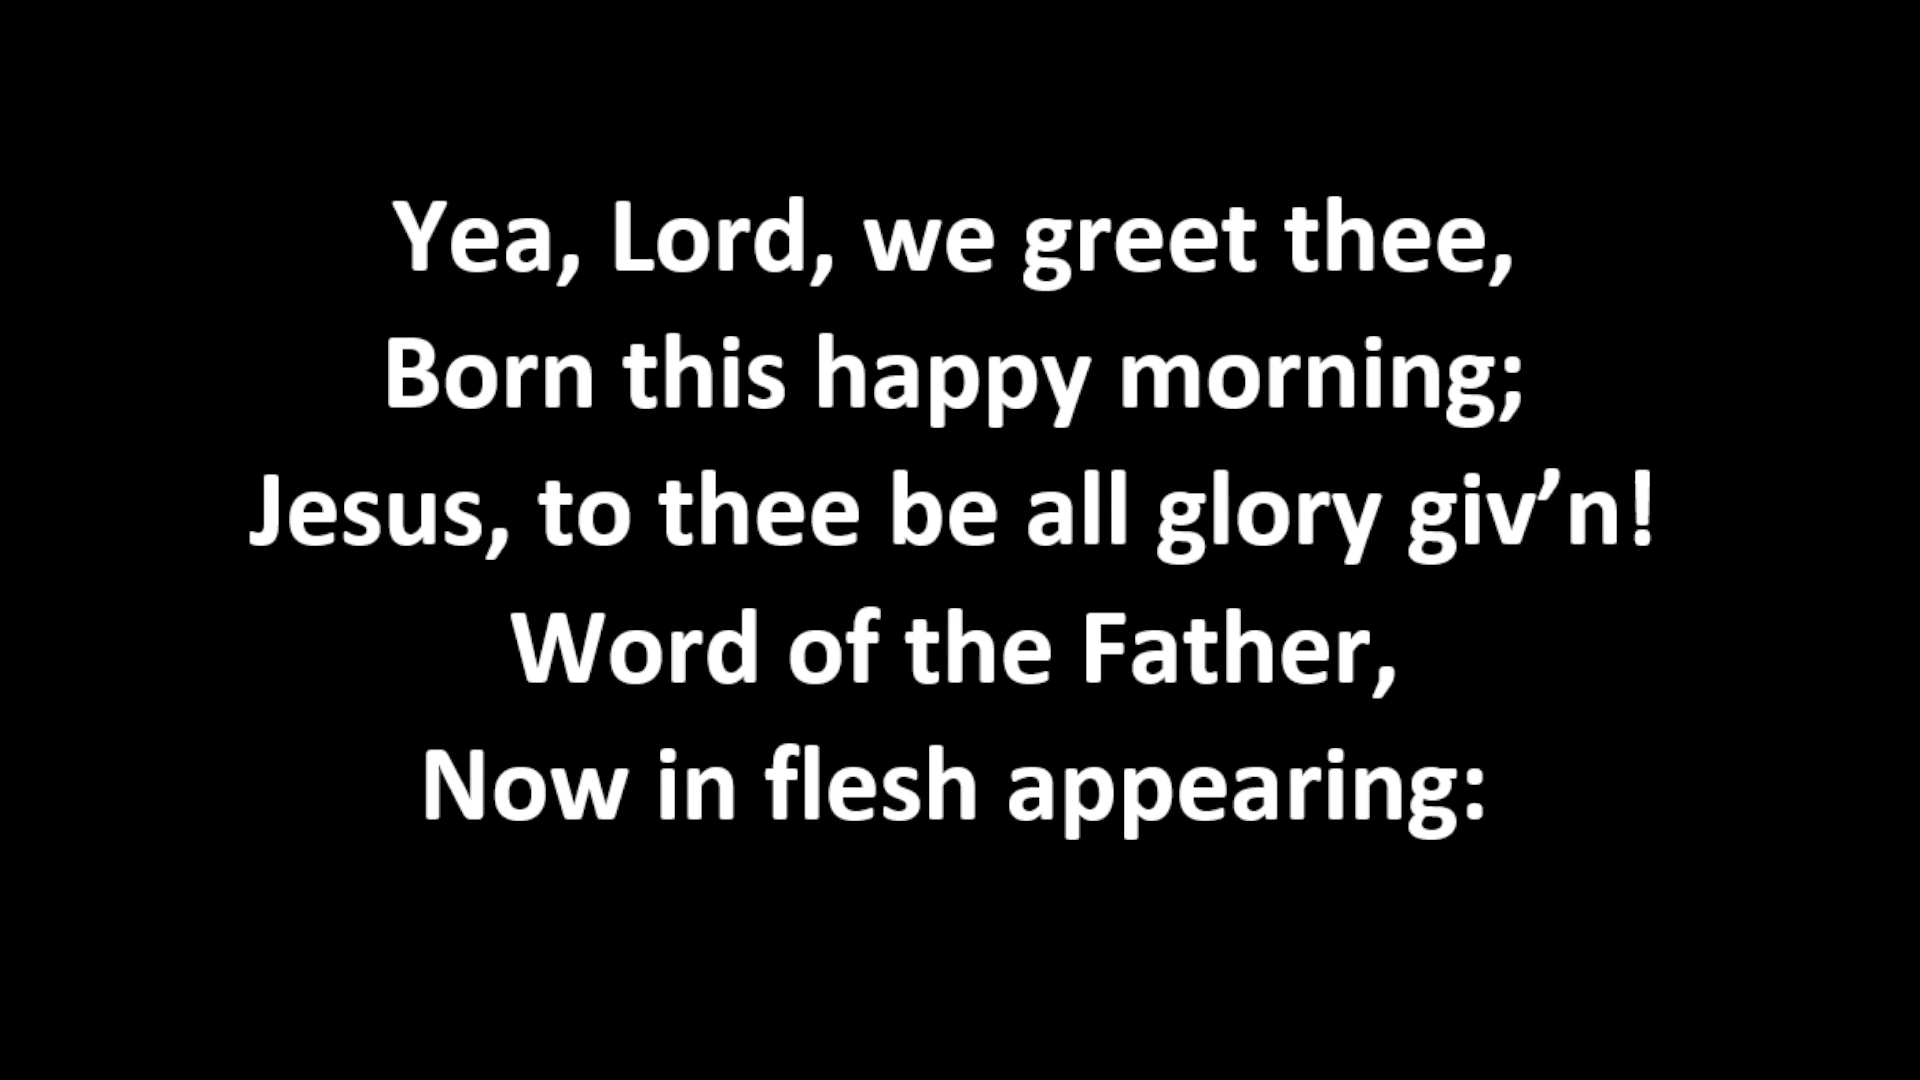 Yea, Lord, we greet thee,
Born this happy morning;
Jesus, to thee be all glory giv’n!
Word of the Father,
Now in flesh appearing: